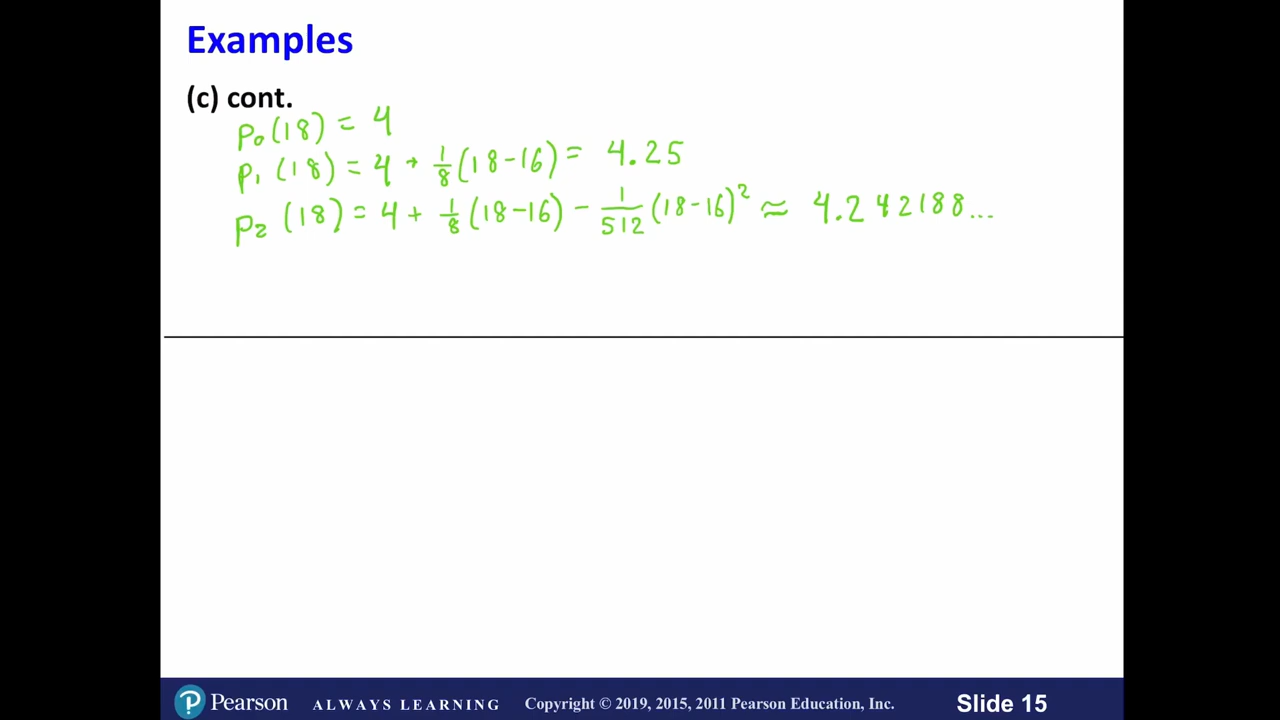 Examples
(c) cont.
p₀(18) = 4
p₁(18) = 4 + 1/8(18-16) = 4.25
p₂(18) = 4 + 1/8(18-16) - 1/512(18-16)² ≈ 4.242188...
Pearson ALWAYS LEARNING Copyright © 2019, 2015, 2011 Pearson Education, Inc. Slide 15